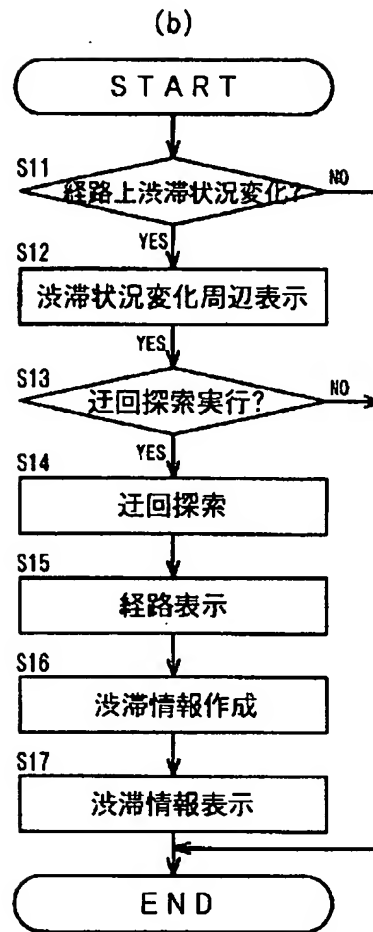 (b)
START
S11
経路上渋滞状況変化?
NO
YES
S12
渋滞状況変化周辺表示
YES
S13
迂回探索実行?
NO
YES
S14
迂回探索
S15
経路表示
S16
渋滞情報作成
S17
渋滞情報表示
END